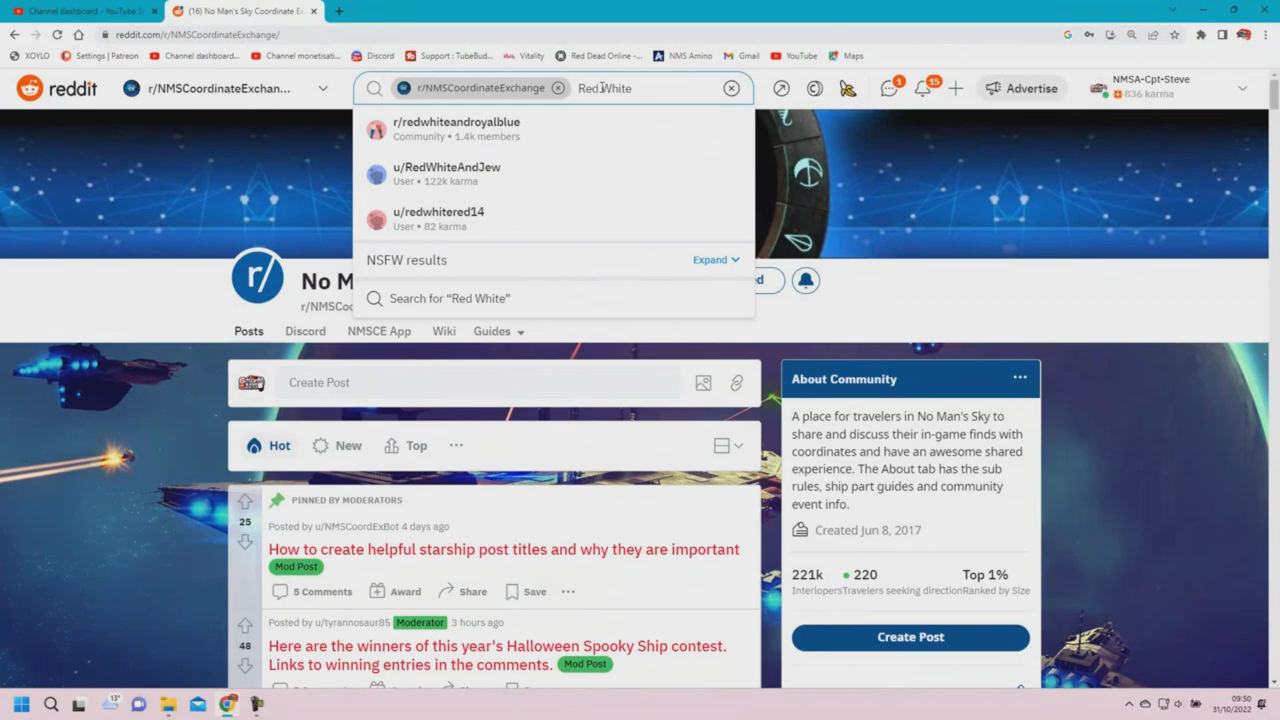 Channel dashboard - YouTube S
(16) No Man's Sky Coordinate E
reddit.com/r/NMSCoordinateExchange/
XOYLO
Settings | Patreon
Channel dashboard...
Channel monetisati...
Discord
Support : TubeBud...
Vitality
Red Dead Online -...
NMS Amino
Gmail
YouTube
Maps
reddit
r/NMSCoordinateExchan...
r/NMSCoordinateExchange
Red White
1
15
Advertise
NMSA-Cpt-Steve
836 karma
r/redwhiteandroyalblue
Community • 1.4k members
u/RedWhiteAndJew
User • 122k karma
u/redwhitered14
User • 82 karma
NSFW results
Expand
Search for “Red White”
r/
No M
ed
r/NMSCo
Posts
Discord
NMSCE App
Wiki
Guides
Create Post
Hot
New
Top
25
PINNED BY MODERATORS
Posted by u/NMSCoordExBot 4 days ago
How to create helpful starship post titles and why they are important
Mod Post
5 Comments
Award
Share
Save
48
Posted by u/tyrannosaur85 Moderator 3 hours ago
Here are the winners of this year's Halloween Spooky Ship contest.
Links to winning entries in the comments. Mod Post
About Community
A place for travelers in No Man's Sky to
share and discuss their in-game finds with
coordinates and have an awesome shared
experience. The About tab has the sub
rules, ship part guides and community
event info.
Created Jun 8, 2017
221k
220
Top 1%
Interlopers
Travelers seeking direction
Ranked by Size
Create Post
13°
09:50
31/10/2022